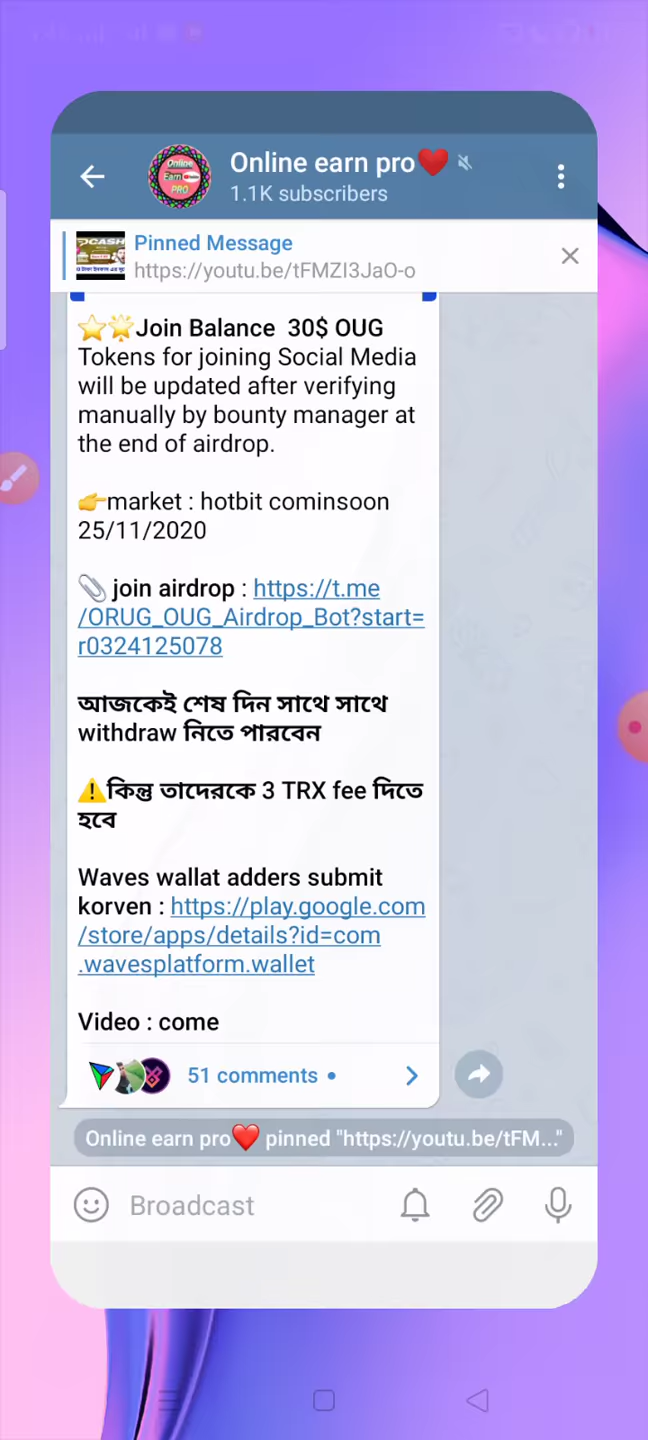 Online earn pro❤️
1.1K subscribers
Online
Earn
PRO
Pinned Message
https://youtu.be/tFMZI3JaO-o
⭐🌟Join Balance 30$ OUG
Tokens for joining Social Media
will be updated after verifying
manually by bounty manager at
the end of airdrop.
👉market : hotbit cominsoon
25/11/2020
📎 join airdrop : https://t.me
/ORUG_OUG_Airdrop_Bot?start=
r0324125078
আজকেই শেষ দিন সাথে সাথে
withdraw নিতে পারবেন
⚠️কিন্তু তাদেরকে 3 TRX fee দিতে
হবে
Waves wallat adders submit
korven : https://play.google.com
/store/apps/details?id=com
.wavesplatform.wallet
Video : come
51 comments
Online earn pro❤️ pinned "https://youtu.be/tFM..."
Broadcast